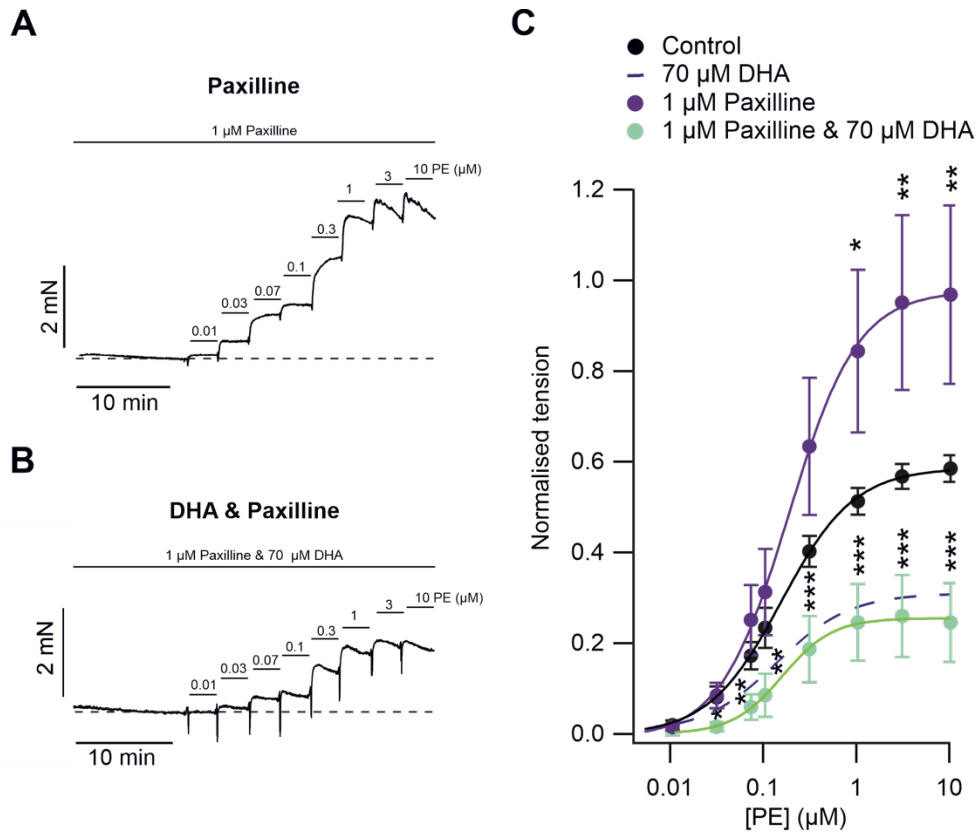 A
Paxilline
1 µM Paxilline
10 PE (µM)
3
1
0.3
0.1
0.07
0.03
0.01
2 mN
10 min
B
DHA & Paxilline
1 µM Paxilline & 70 µM DHA
10 PE (µM)
3
1
0.3
0.1
0.07
0.03
0.01
2 mN
10 min
C
Control
70 µM DHA
1 µM Paxilline
1 µM Paxilline & 70 µM DHA
Normalised tension
1.2
1.0
0.8
0.6
0.4
0.2
0.0
*
**
**
*
**
**
***
***
***
***
0.01
0.1
1
10
[PE] (µM)